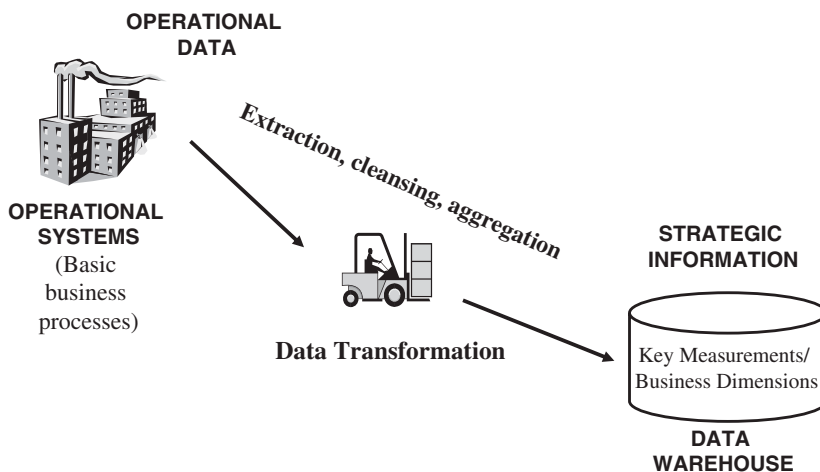 OPERATIONAL
DATA
Extraction, cleansing, aggregation
OPERATIONAL
SYSTEMS
(Basic
business
processes)
Data Transformation
STRATEGIC
INFORMATION
Key Measurements/
Business Dimensions
DATA
WAREHOUSE